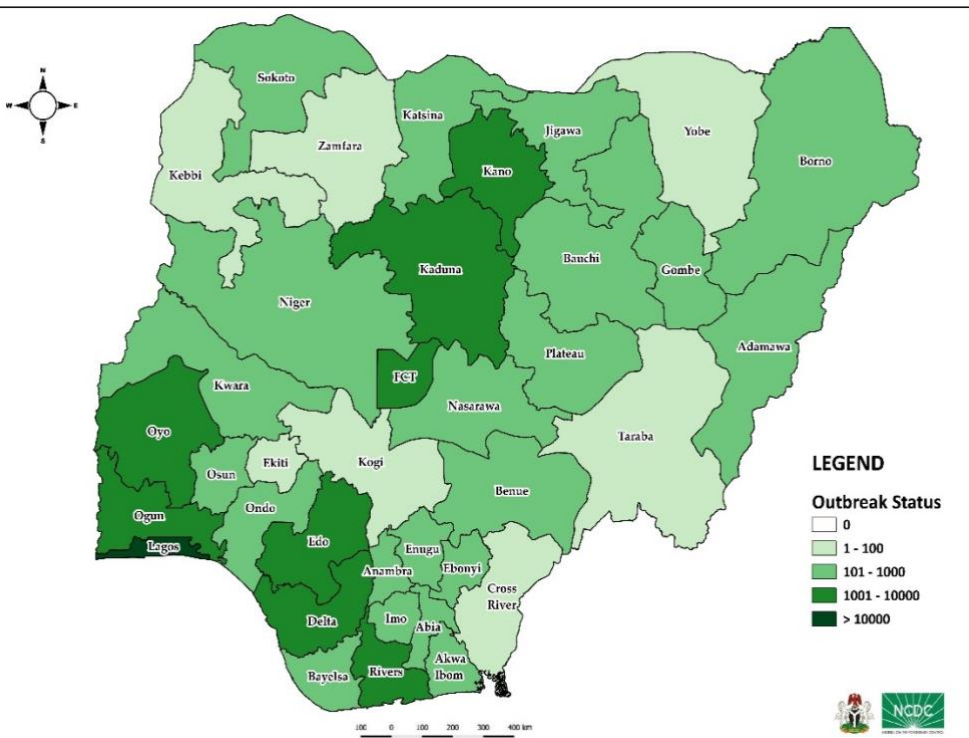 N
W E
S
Sokoto
Katsina
Jigawa
Yobe
Borno
Zamfara
Kebbi
Kano
Kaduna
Bauchi
Gombe
Niger
Adamawa
Plateau
FCT
Kwara
Nasarawa
Taraba
Oyo
Ekiti
Kogi
Osun
Benue
Ondo
Ogun
Lagos
Edo
Enugu
Anambra
Ebonyi
Cross
River
Delta
Imo
Abia
Akwa
Ibom
Bayelsa
Rivers
LEGEND
Outbreak Status
0
1 - 100
101 - 1000
1001 - 10000
> 10000
100 0 100 200 300 400 km
NCDC